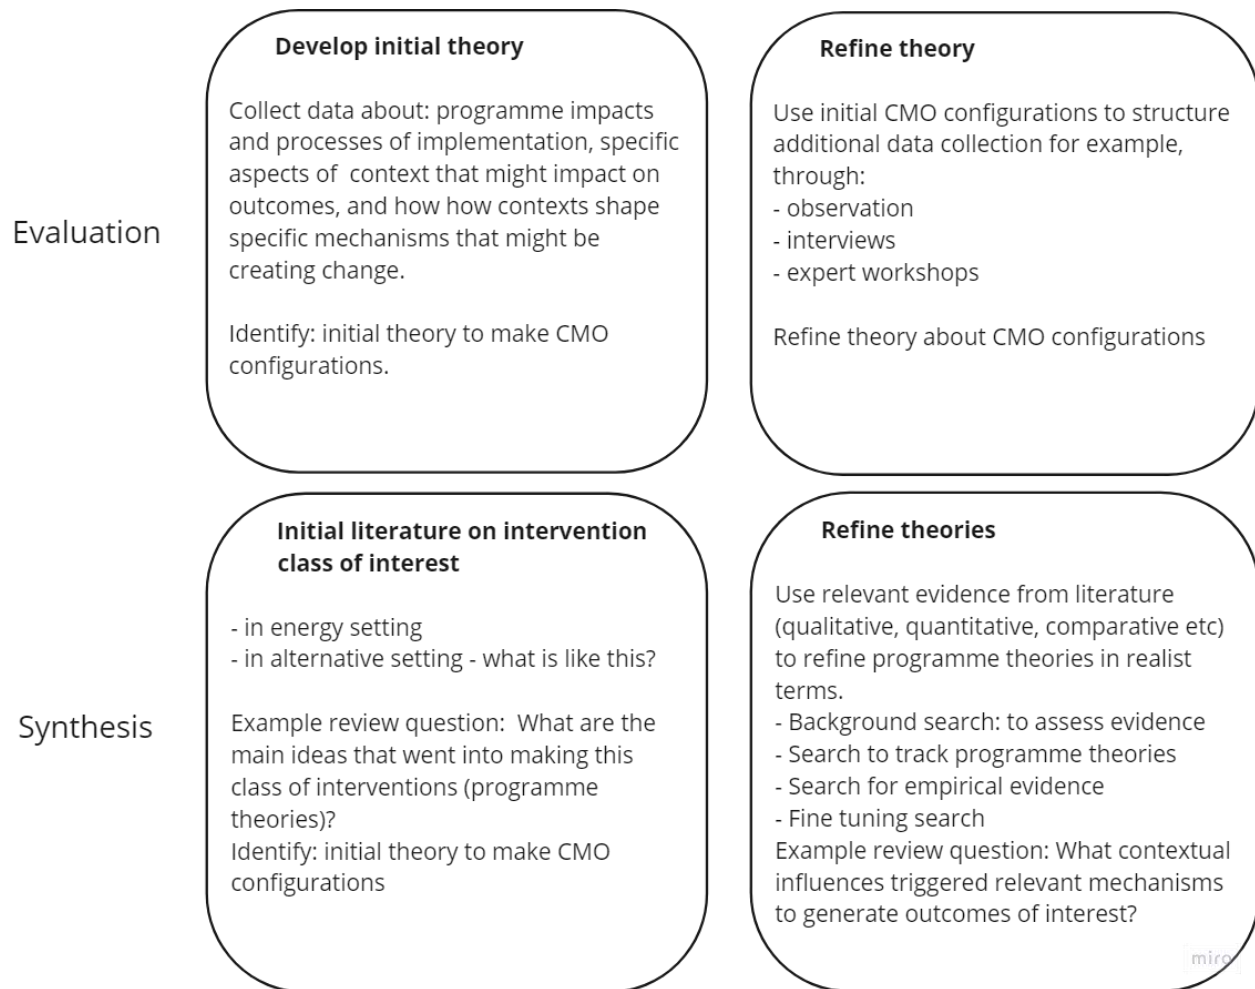 Develop initial theory
Collect data about: programme impacts
and processes of implementation, specific
aspects of  context that might impact on
outcomes, and how how contexts shape
specific mechanisms that might be
creating change.
Identify: initial theory to make CMO
configurations.
Refine theory
Use initial CMO configurations to structure
additional data collection for example,
through:
- observation
- interviews
- expert workshops
Refine theory about CMO configurations
Evaluation
Initial literature on intervention
class of interest
- in energy setting
- in alternative setting - what is like this?
Example review question:  What are the
main ideas that went into making this
class of interventions (programme
theories)?
Identify: initial theory to make CMO
configurations
Refine theories
Use relevant evidence from literature
(qualitative, quantitative, comparative etc)
to refine programme theories in realist
terms.
- Background search: to assess evidence
- Search to track programme theories
- Search for empirical evidence
- Fine tuning search
Example review question: What contextual
influences triggered relevant mechanisms
to generate outcomes of interest?
Synthesis
miro